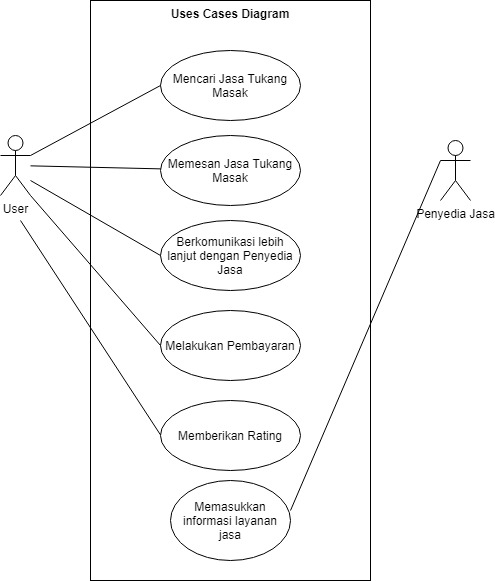 Uses Cases Diagram
Mencari Jasa Tukang
Masak
Memesan Jasa Tukang
Masak
User
Penyedia Jasa
Berkomunikasi lebih
lanjut dengan Penyedia
Jasa
Melakukan Pembayaran
Memberikan Rating
Memasukkan
informasi layanan
jasa